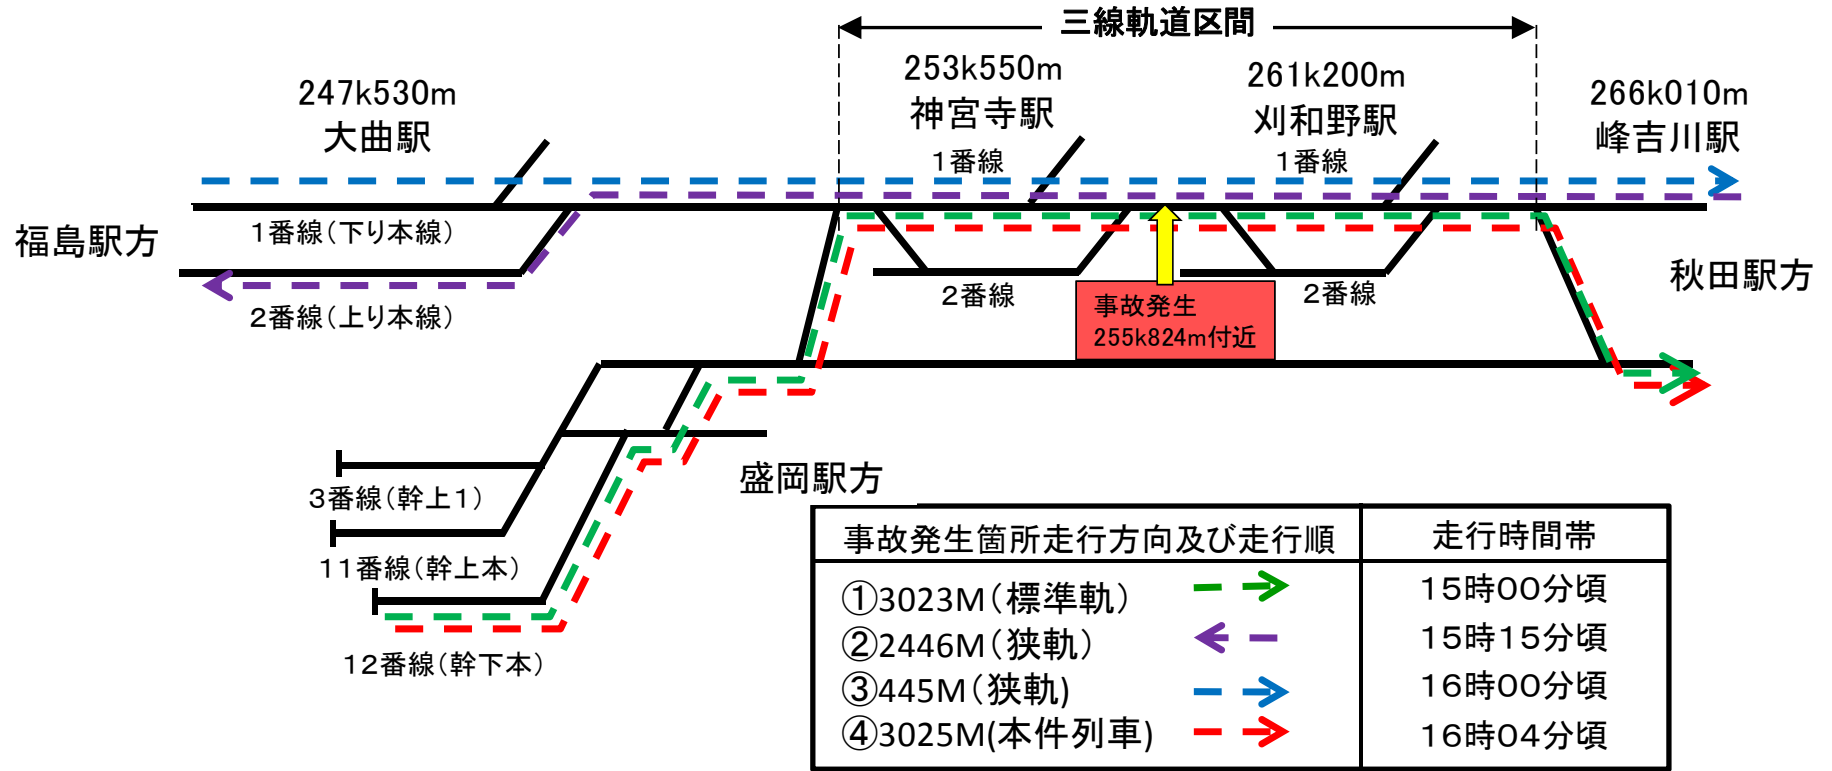 三線軌道区間
247k530m
大曲駅
253k550m
神宮寺駅
261k200m
刈和野駅
266k010m
峰吉川駅
1番線
1番線
福島駅方
1番線(下り本線)
2番線(上り本線)
2番線
2番線
秋田駅方
事故発生
255k824m付近
3番線(幹上1)
11番線(幹上本)
12番線(幹下本)
盛岡駅方
事故発生箇所走行方向及び走行順 走行時間帯
①3023M(標準軌) 15時00分頃
②2446M(狭軌) 15時15分頃
③445M(狭軌) 16時00分頃
④3025M(本件列車) 16時04分頃